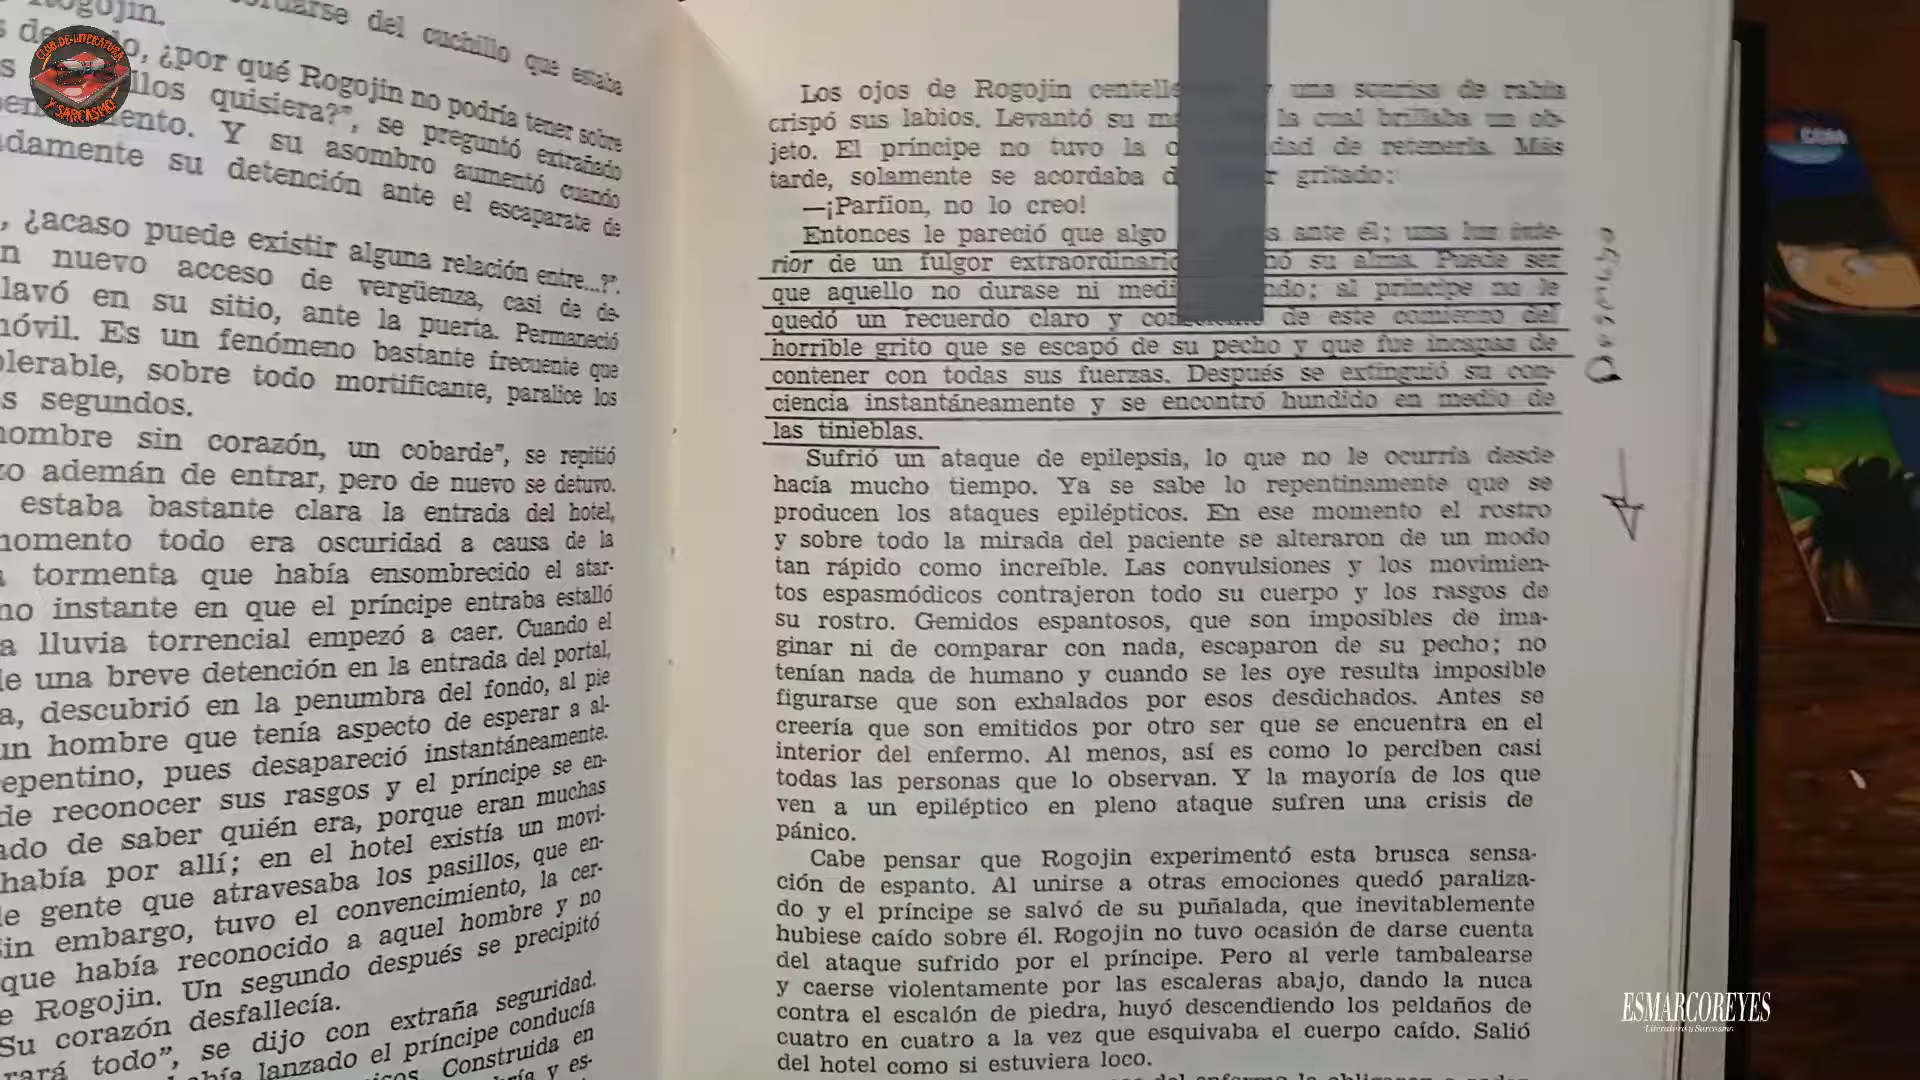 Rogojin.
del cuchillo que estaba
¿por qué Rogojin no podría tener sobre
quisiera?", se preguntó extrañado
Y su asombro aumentó cuando
su detención ante el escaparate de
, ¿acaso puede existir alguna relación entre...?".
nuevo acceso de vergüenza, casi de de-
lavó en su sitio, ante la puerta. Permaneció
móvil. Es un fenómeno bastante frecuente que
lerable, sobre todo mortificante, paralice los
s segundos.
hombre sin corazón, un cobarde", se repitió
ademán de entrar, pero de nuevo se detuvo.
estaba bastante clara la entrada del hotel,
momento todo era oscuridad a causa de la
tormenta que había ensombrecido el atar-
instante en que el príncipe entraba estalló
a lluvia torrencial empezó a caer. Cuando el
de una breve detención en la entrada del portal,
a, descubrió en la penumbra del fondo, al pie
un hombre que tenía aspecto de esperar a al-
epentino, pues desapareció instantáneamente.
de reconocer sus rasgos y el príncipe se en-
ado de saber quién era, porque eran muchas
había por allí; en el hotel existía un movi-
de gente que atravesaba los pasillos, que en-
in embargo, tuvo el convencimiento, la cer-
que había reconocido a aquel hombre y no
e Rogojin. Un segundo después se precipitó
Su corazón desfallecía.
rará todo", se dijo con extraña seguridad.
lanzado el príncipe conducía
Construida en
y es-
Los ojos de Rogojin una sonrisa de rabia
crispó sus labios. Levantó su la cual brillaba un ob-
jeto. El príncipe no tuvo la de retenerla. Más
tarde, solamente se acordaba gritado:
—¡Parfion, no lo creo!
Entonces le pareció que algo ante él; una luz inte-
rior de un fulgor su alma. Puede ser
que aquello no durase ni al príncipe no le
quedó un recuerdo claro y de este comienzo del
horrible grito que se escapó de su pecho y que fue incapaz de
contener con todas sus fuerzas. Después se extinguió su con-
ciencia instantáneamente y se encontró hundido en medio de
las tinieblas.
Sufrió un ataque de epilepsia, lo que no le ocurría desde
hacía mucho tiempo. Ya se sabe lo repentinamente que se
producen los ataques epilépticos. En ese momento el rostro
y sobre todo la mirada del paciente se alteraron de un modo
tan rápido como increíble. Las convulsiones y los movimien-
tos espasmódicos contrajeron todo su cuerpo y los rasgos de
su rostro. Gemidos espantosos, que son imposibles de ima-
ginar ni de comparar con nada, escaparon de su pecho; no
tenían nada de humano y cuando se les oye resulta imposible
figurarse que son exhalados por esos desdichados. Antes se
creería que son emitidos por otro ser que se encuentra en el
interior del enfermo. Al menos, así es como lo perciben casi
todas las personas que lo observan. Y la mayoría de los que
ven a un epiléptico en pleno ataque sufren una crisis de
pánico.
Cabe pensar que Rogojin experimentó esta brusca sensa-
ción de espanto. Al unirse a otras emociones quedó paraliza-
do y el príncipe se salvó de su puñalada, que inevitablemente
hubiese caído sobre él. Rogojin no tuvo ocasión de darse cuenta
del ataque sufrido por el príncipe. Pero al verle tambalearse
y caerse violentamente por las escaleras abajo, dando la nuca
contra el escalón de piedra, huyó descendiendo los peldaños de
cuatro en cuatro a la vez que esquivaba el cuerpo caído. Salió
del hotel como si estuviera loco.
CLUB DE LITERATURA
Y SARCASMO
ESMARCOREYES
Literatura y Sarcasmo